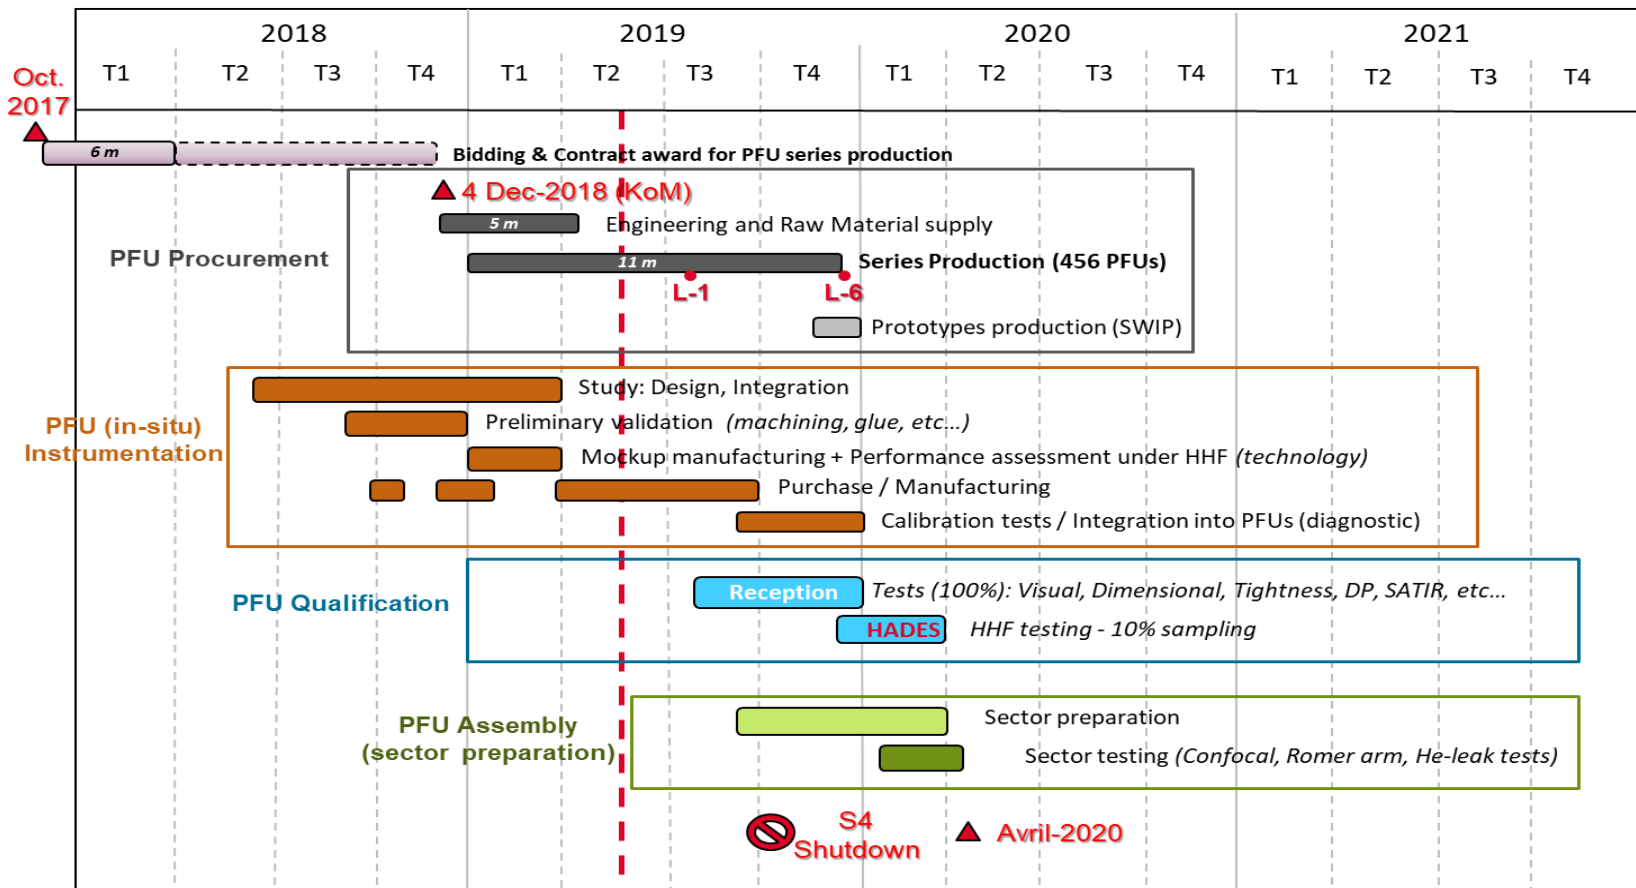 2018 2019 2020 2021
T1 T2 T3 T4 T1 T2 T3 T4 T1 T2 T3 T4 T1 T2 T3 T4
Oct.
2017
6 m
Bidding & Contract award for PFU series production
4 Dec-2018 (KoM)
5 m
Engineering and Raw Material supply
PFU Procurement
11 m
Series Production (456 PFUs)
L-1
L-6
Prototypes production (SWIP)
Study: Design, Integration
PFU (in-situ)
Instrumentation
Preliminary validation (machining, glue, etc...)
Mockup manufacturing + Performance assessment under HHF (technology)
Purchase / Manufacturing
Calibration tests / Integration into PFUs (diagnostic)
PFU Qualification
Reception
Tests (100%): Visual, Dimensional, Tightness, DP, SATIR, etc...
HADES
HHF testing - 10% sampling
PFU Assembly
(sector preparation)
Sector preparation
Sector testing (Confocal, Romer arm, He-leak tests)
S4
Shutdown
Avril-2020